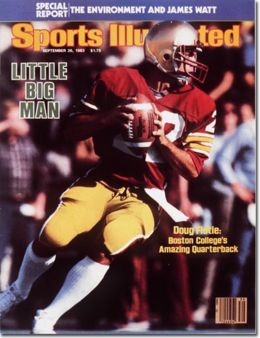 SPECIAL REPORT
THE ENVIRONMENT AND JAMES WATT
Sports Illustrated
SEPTEMBER 26, 1983 $1.75
LITTLE
BIG
MAN
22
Doug Flutie:
Boston College's
Amazing Quarterback